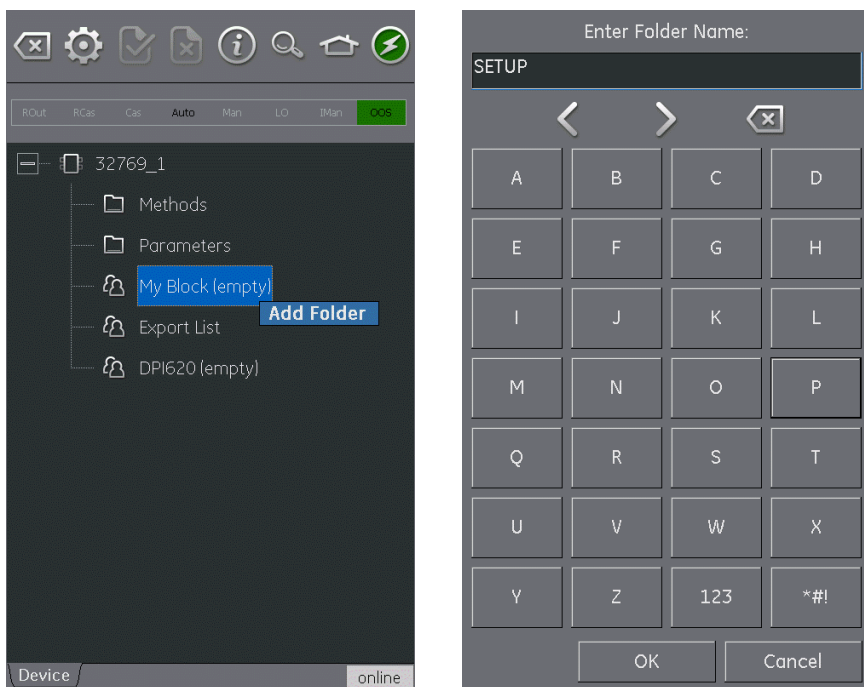 ROut RCas Cas Auto Man LO IMan OOS
32769_1
Methods
Parameters
My Block (empty)
Add Folder
Export List
DPI620 (empty)
Device
online
Enter Folder Name:
SETUP
A B C D
E F G H
I J K L
M N O P
Q R S T
U V W X
Y Z 123 *#!
OK Cancel